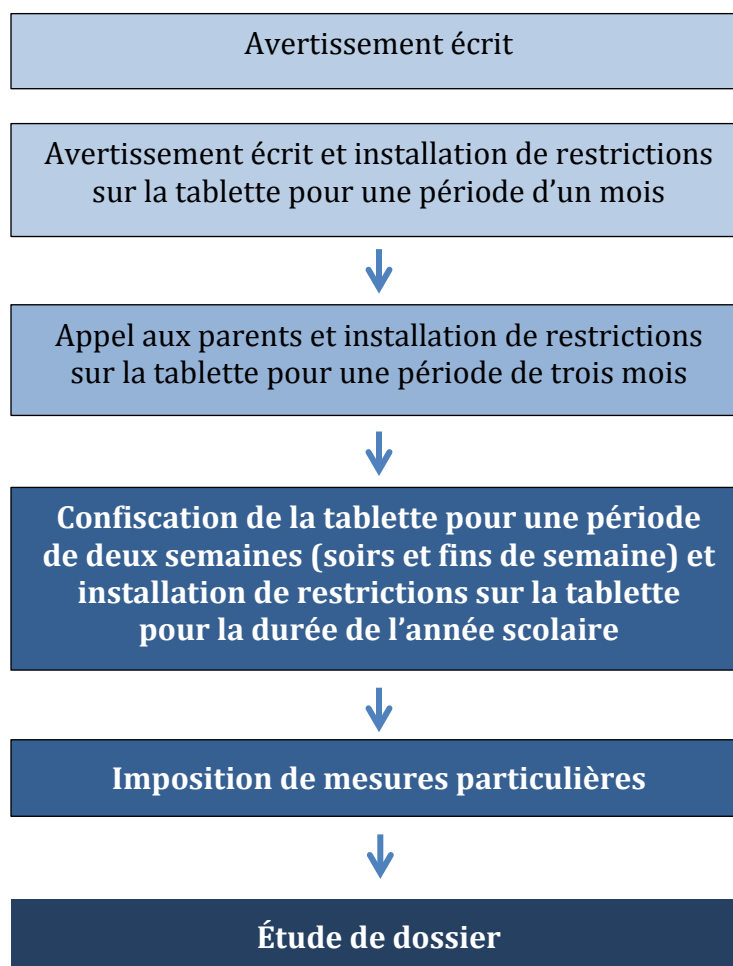 Avertissement écrit
Avertissement écrit et installation de restrictions
sur la tablette pour une période d’un mois
Appel aux parents et installation de restrictions
sur la tablette pour une période de trois mois
Confiscation de la tablette pour une période
de deux semaines (soirs et fins de semaine) et
installation de restrictions sur la tablette
pour la durée de l’année scolaire
Imposition de mesures particulières
Étude de dossier